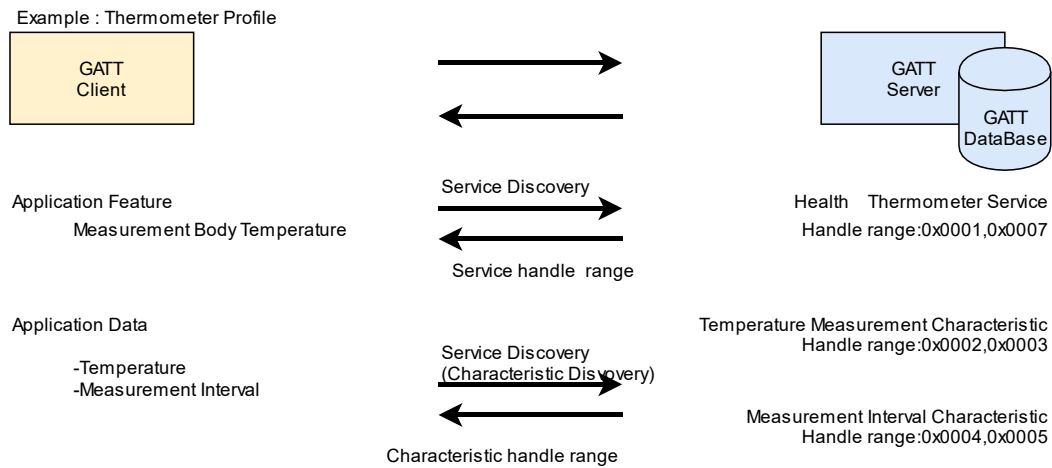 Example : Thermometer Profile
GATT
Client
GATT
Server
GATT
DataBase
Application Feature
Measurement Body Temperature
Service Discovery
Service handle range
Health Thermometer Service
Handle range:0x0001,0x0007
Application Data
-Temperature
-Measurement Interval
Service Discovery
(Characteristic Disvovery)
Characteristic handle range
Temperature Measurement Characteristic
Handle range:0x0002,0x0003
Measurement Interval Characteristic
Handle range:0x0004,0x0005